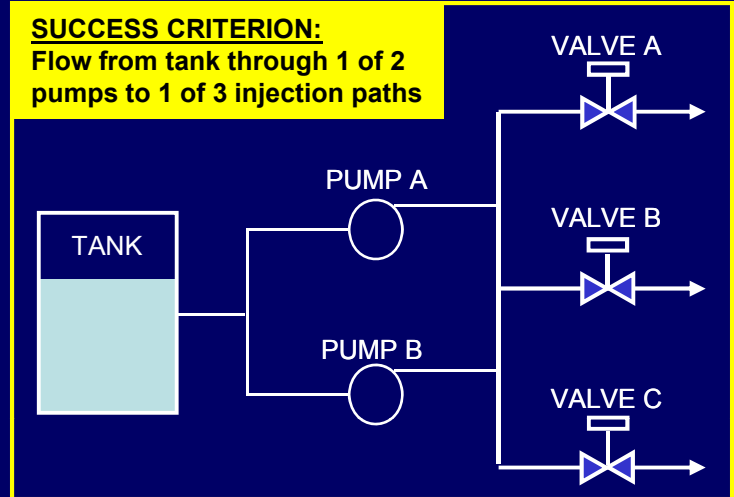 SUCCESS CRITERION:
Flow from tank through 1 of 2
pumps to 1 of 3 injection paths
VALVE A
PUMP A
VALVE B
TANK
PUMP B
VALVE C